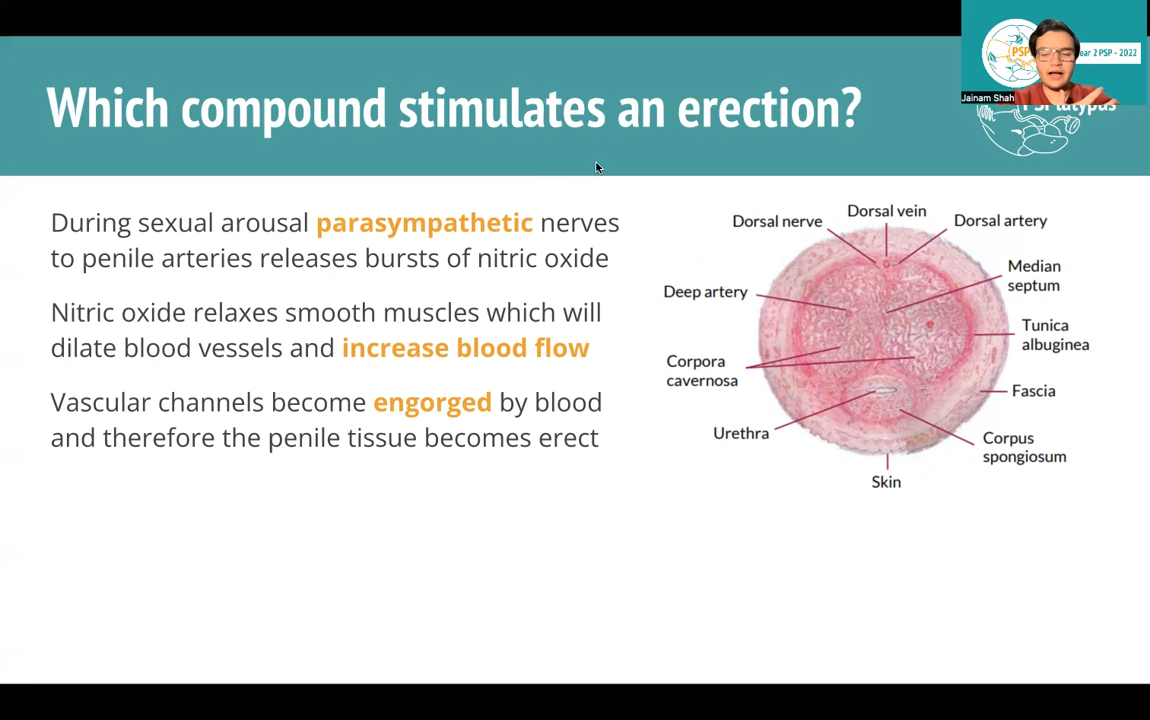 Which compound stimulates an erection?
PSP
ear 2 PSP - 2022
Jainam Shah
During sexual arousal parasympathetic nerves
to penile arteries releases bursts of nitric oxide
Nitric oxide relaxes smooth muscles which will
dilate blood vessels and increase blood flow
Vascular channels become engorged by blood
and therefore the penile tissue becomes erect
Dorsal nerve
Dorsal vein
Dorsal artery
Deep artery
Median
septum
Tunica
albuginea
Corpora
cavernosa
Fascia
Urethra
Corpus
spongiosum
Skin